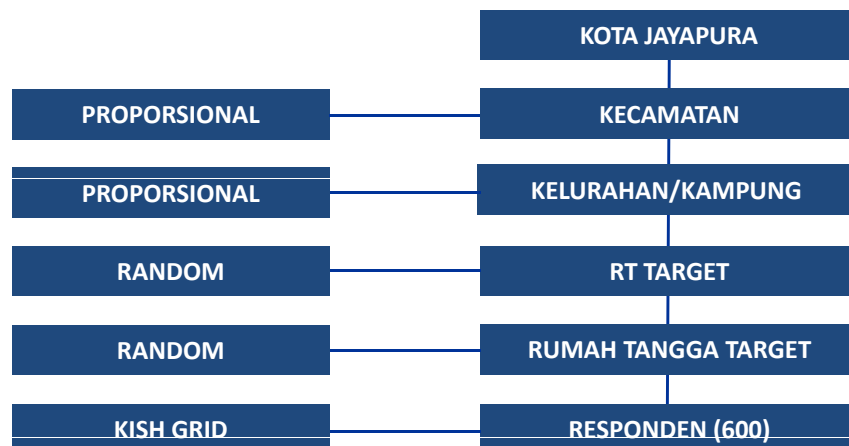 KOTA JAYAPURA
PROPORSIONAL
KECAMATAN
PROPORSIONAL
KELURAHAN/KAMPUNG
RANDOM
RT TARGET
RANDOM
RUMAH TANGGA TARGET
KISH GRID
RESPONDEN (600)